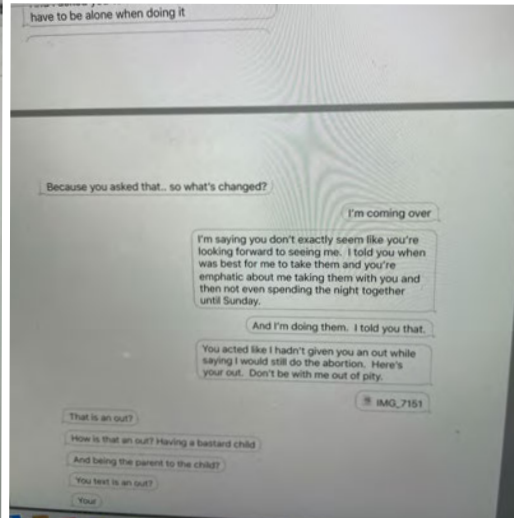 have to be alone when doing it
Because you asked that.. so what's changed?
I'm coming over
I'm saying you don't exactly seem like you're
looking forward to seeing me. I told you when
was best for me to take them and you're
emphatic about me taking them with you and
then not even spending the night together
until Sunday.
And I'm doing them. I told you that.
You acted like I hadn't given you an out while
saying I would still do the abortion. Here's
your out. Don't be with me out of pity.
IMG_7151
That is an out?
How is that an out? Having a bastard child
And being the parent to the child?
You text is an out?
Your